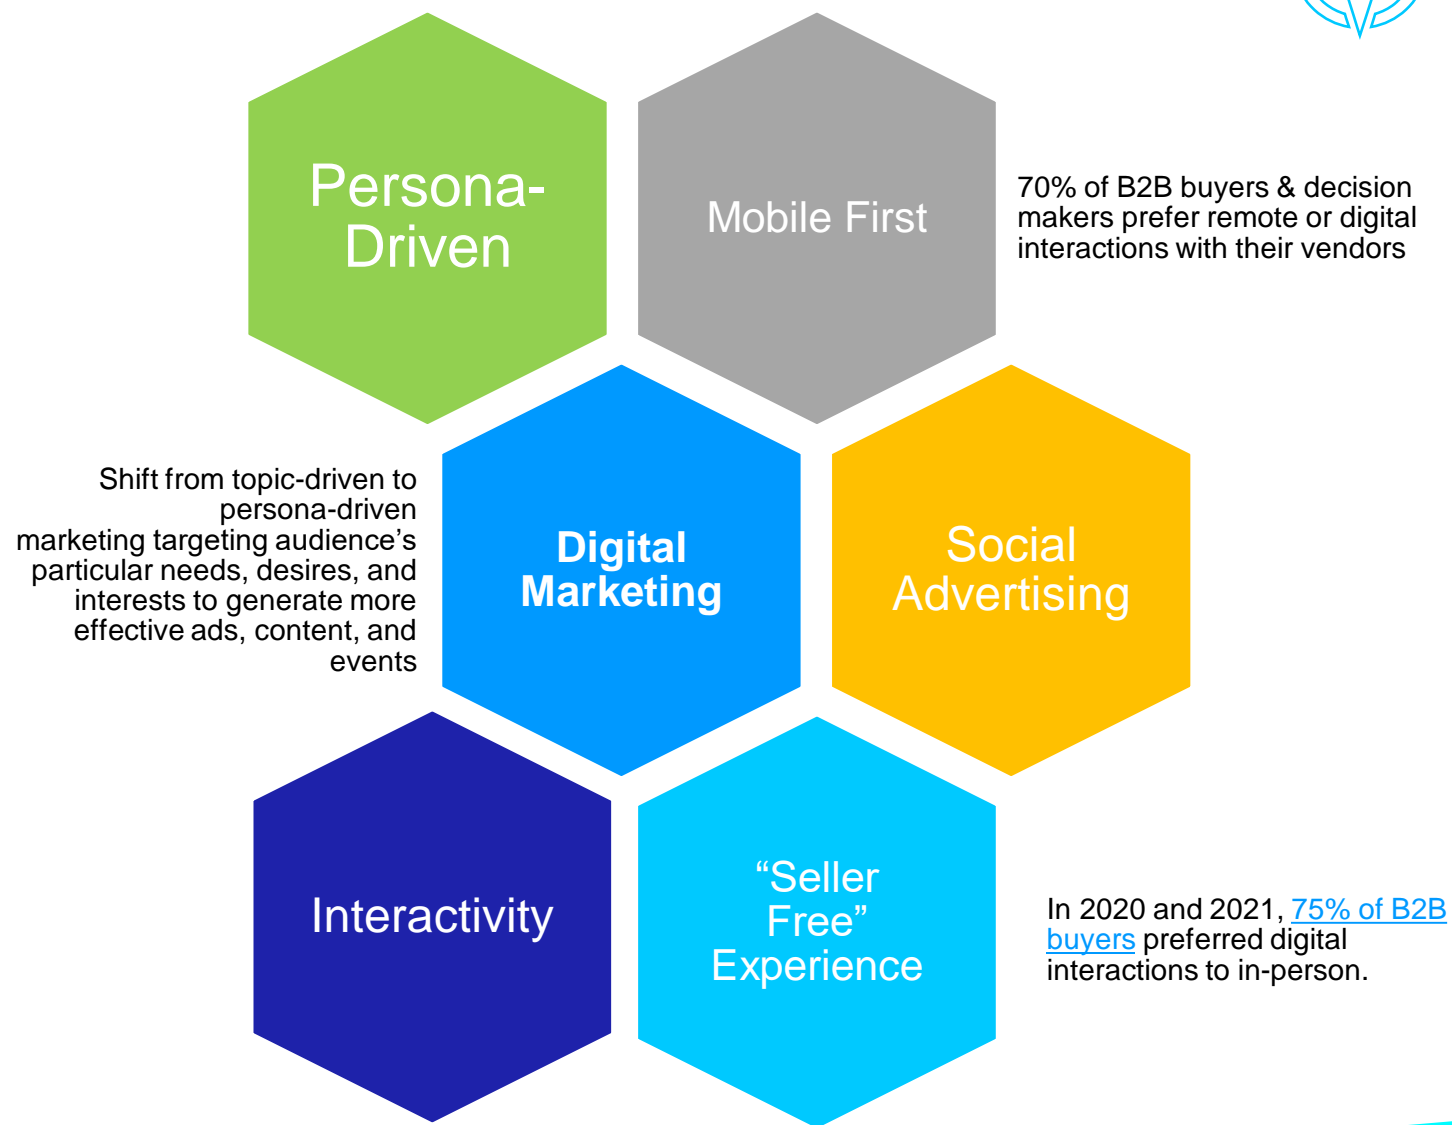 Persona-
Driven
Mobile First
70% of B2B buyers & decision
makers prefer remote or digital
interactions with their vendors
Shift from topic-driven to
persona-driven
marketing targeting audience’s
particular needs, desires, and
interests to generate more
effective ads, content, and
events
Digital
Marketing
Social
Advertising
Interactivity
“Seller
Free”
Experience
In 2020 and 2021, 75% of B2B
buyers preferred digital
interactions to in-person.